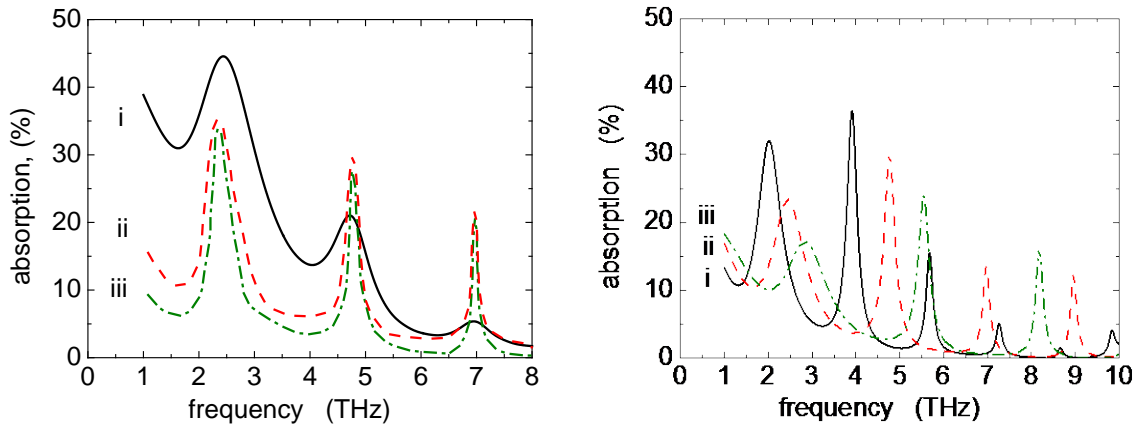 50
40
30
20
10
0
absorption, (%)
i
ii
iii
0 1 2 3 4 5 6 7 8
frequency (THz)
50
40
30
20
10
0
absorption (%)
iii
ii
i
0 1 2 3 4 5 6 7 8 9 10
frequency (THz)